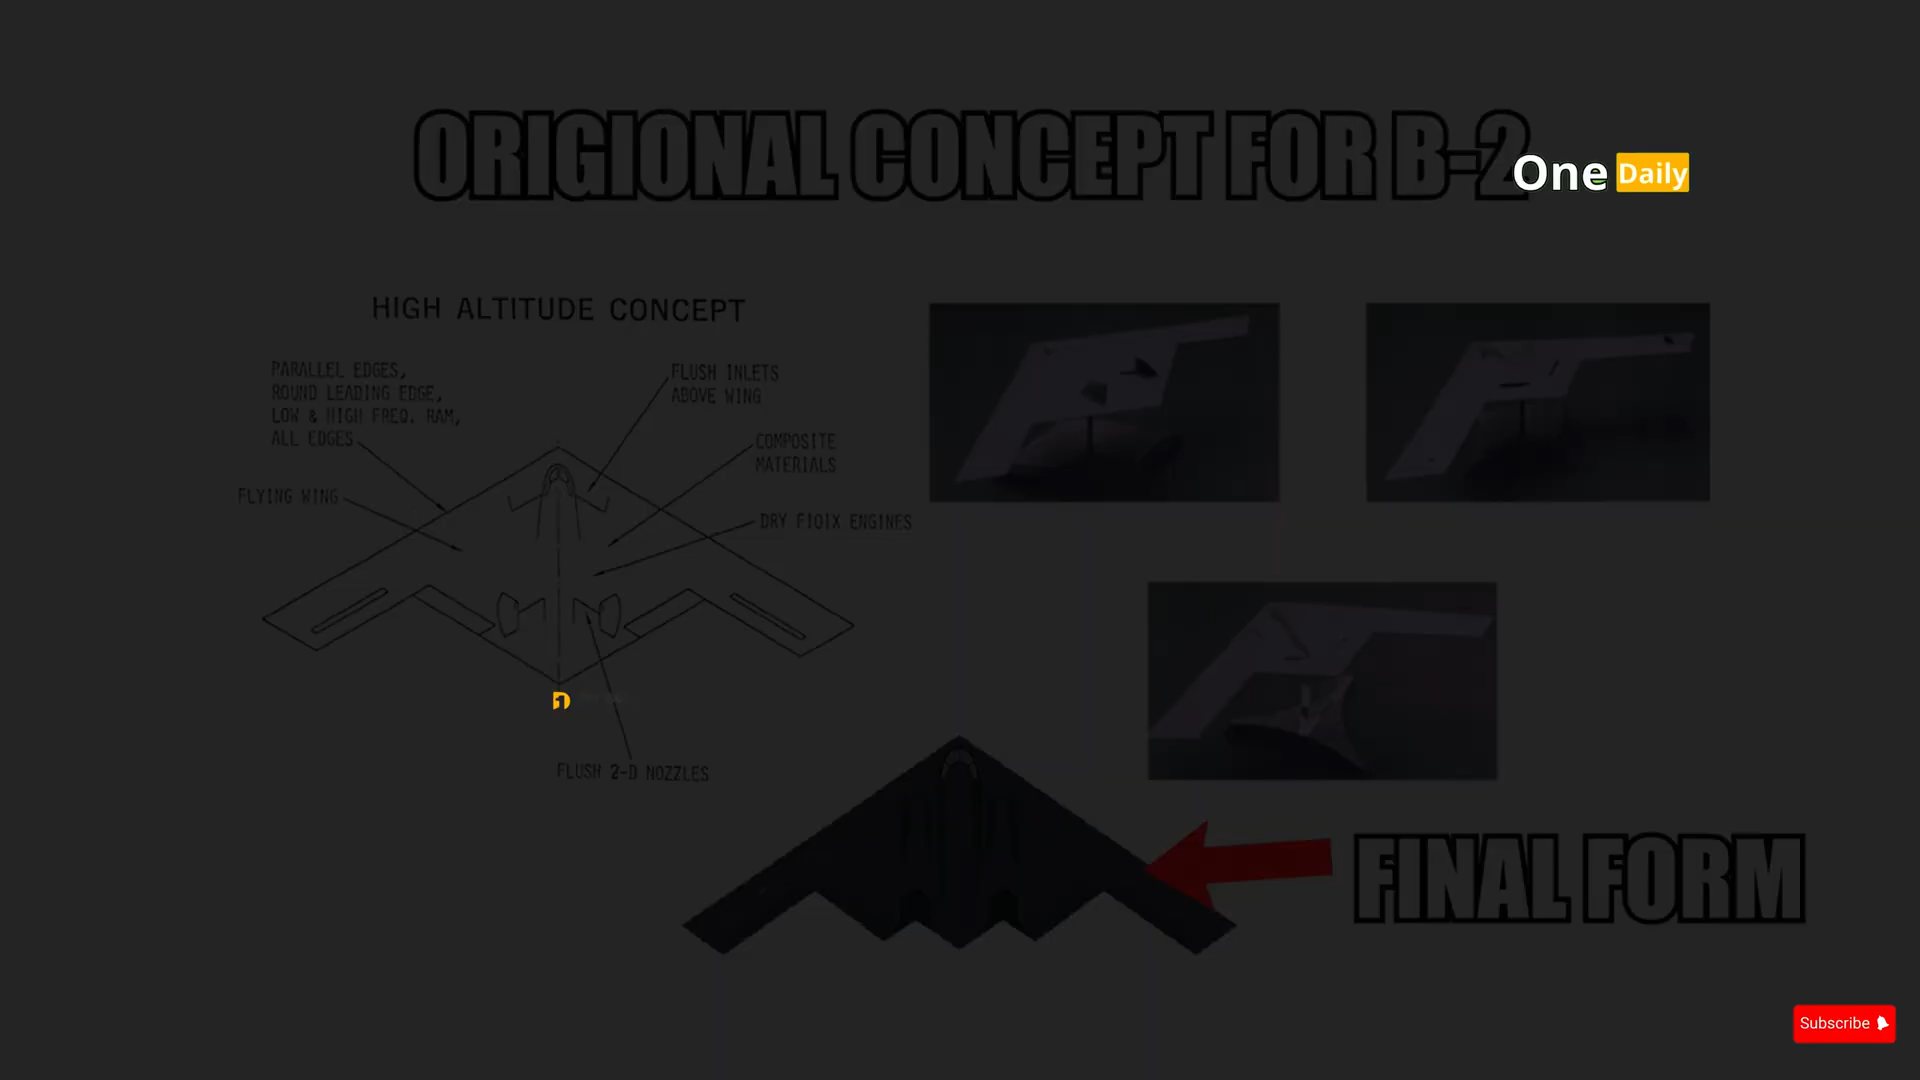 ORIGIONAL CONCEPT FOR B-2
One Daily
HIGH ALTITUDE CONCEPT
PARALLEL EDGES,
ROUND LEADING EDGE,
LOW & HIGH FREQ. RAM,
ALL EDGES
FLUSH INLETS
ABOVE WING
COMPOSITE
MATERIALS
FLYING WING
DRY F101X ENGINES
FLUSH 2-D NOZZLES
FINAL FORM
Subscribe